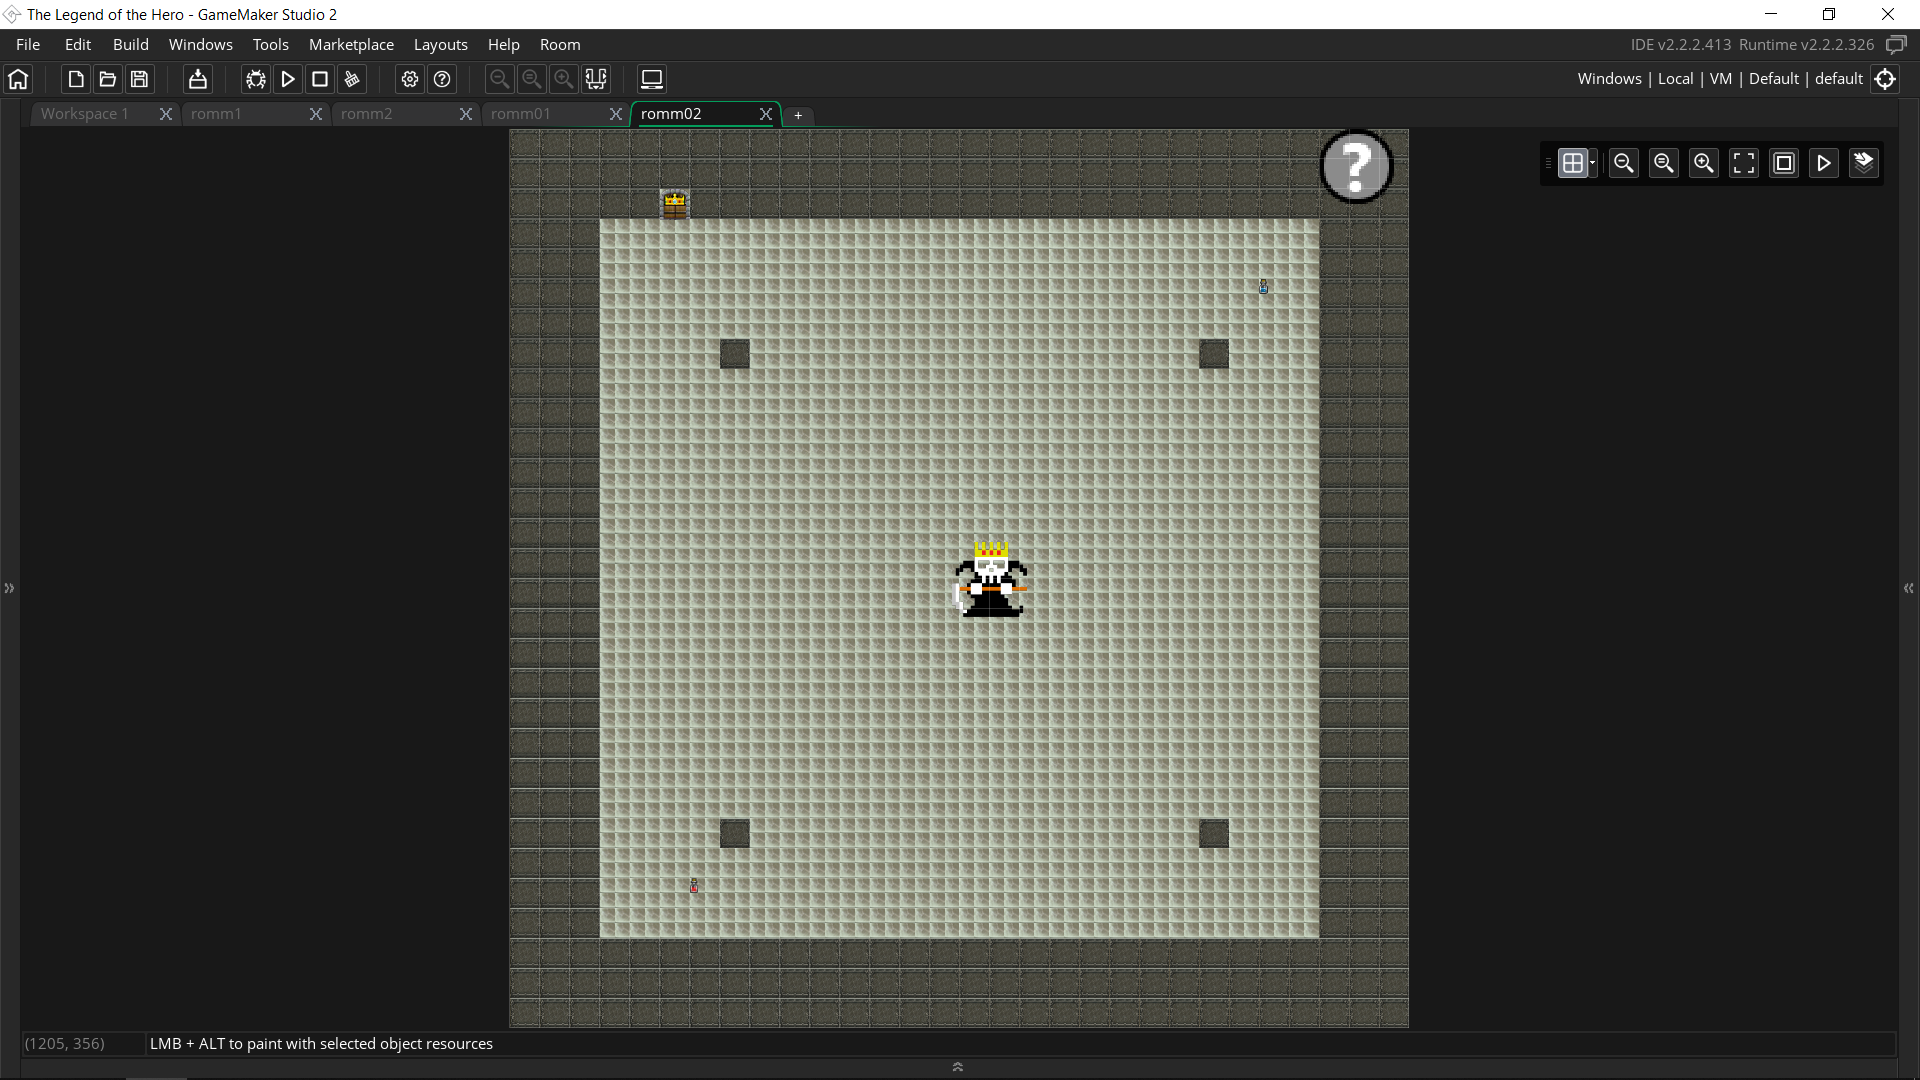 The Legend of the Hero - GameMaker Studio 2
File Edit Build Windows Tools Marketplace Layouts Help Room IDE v2.2.2.413 Runtime v2.2.2.326
Windows | Local | VM | Default | default
Workspace 1 romm1 romm2 romm01 romm02
?
(1205, 356) LMB + ALT to paint with selected object resources